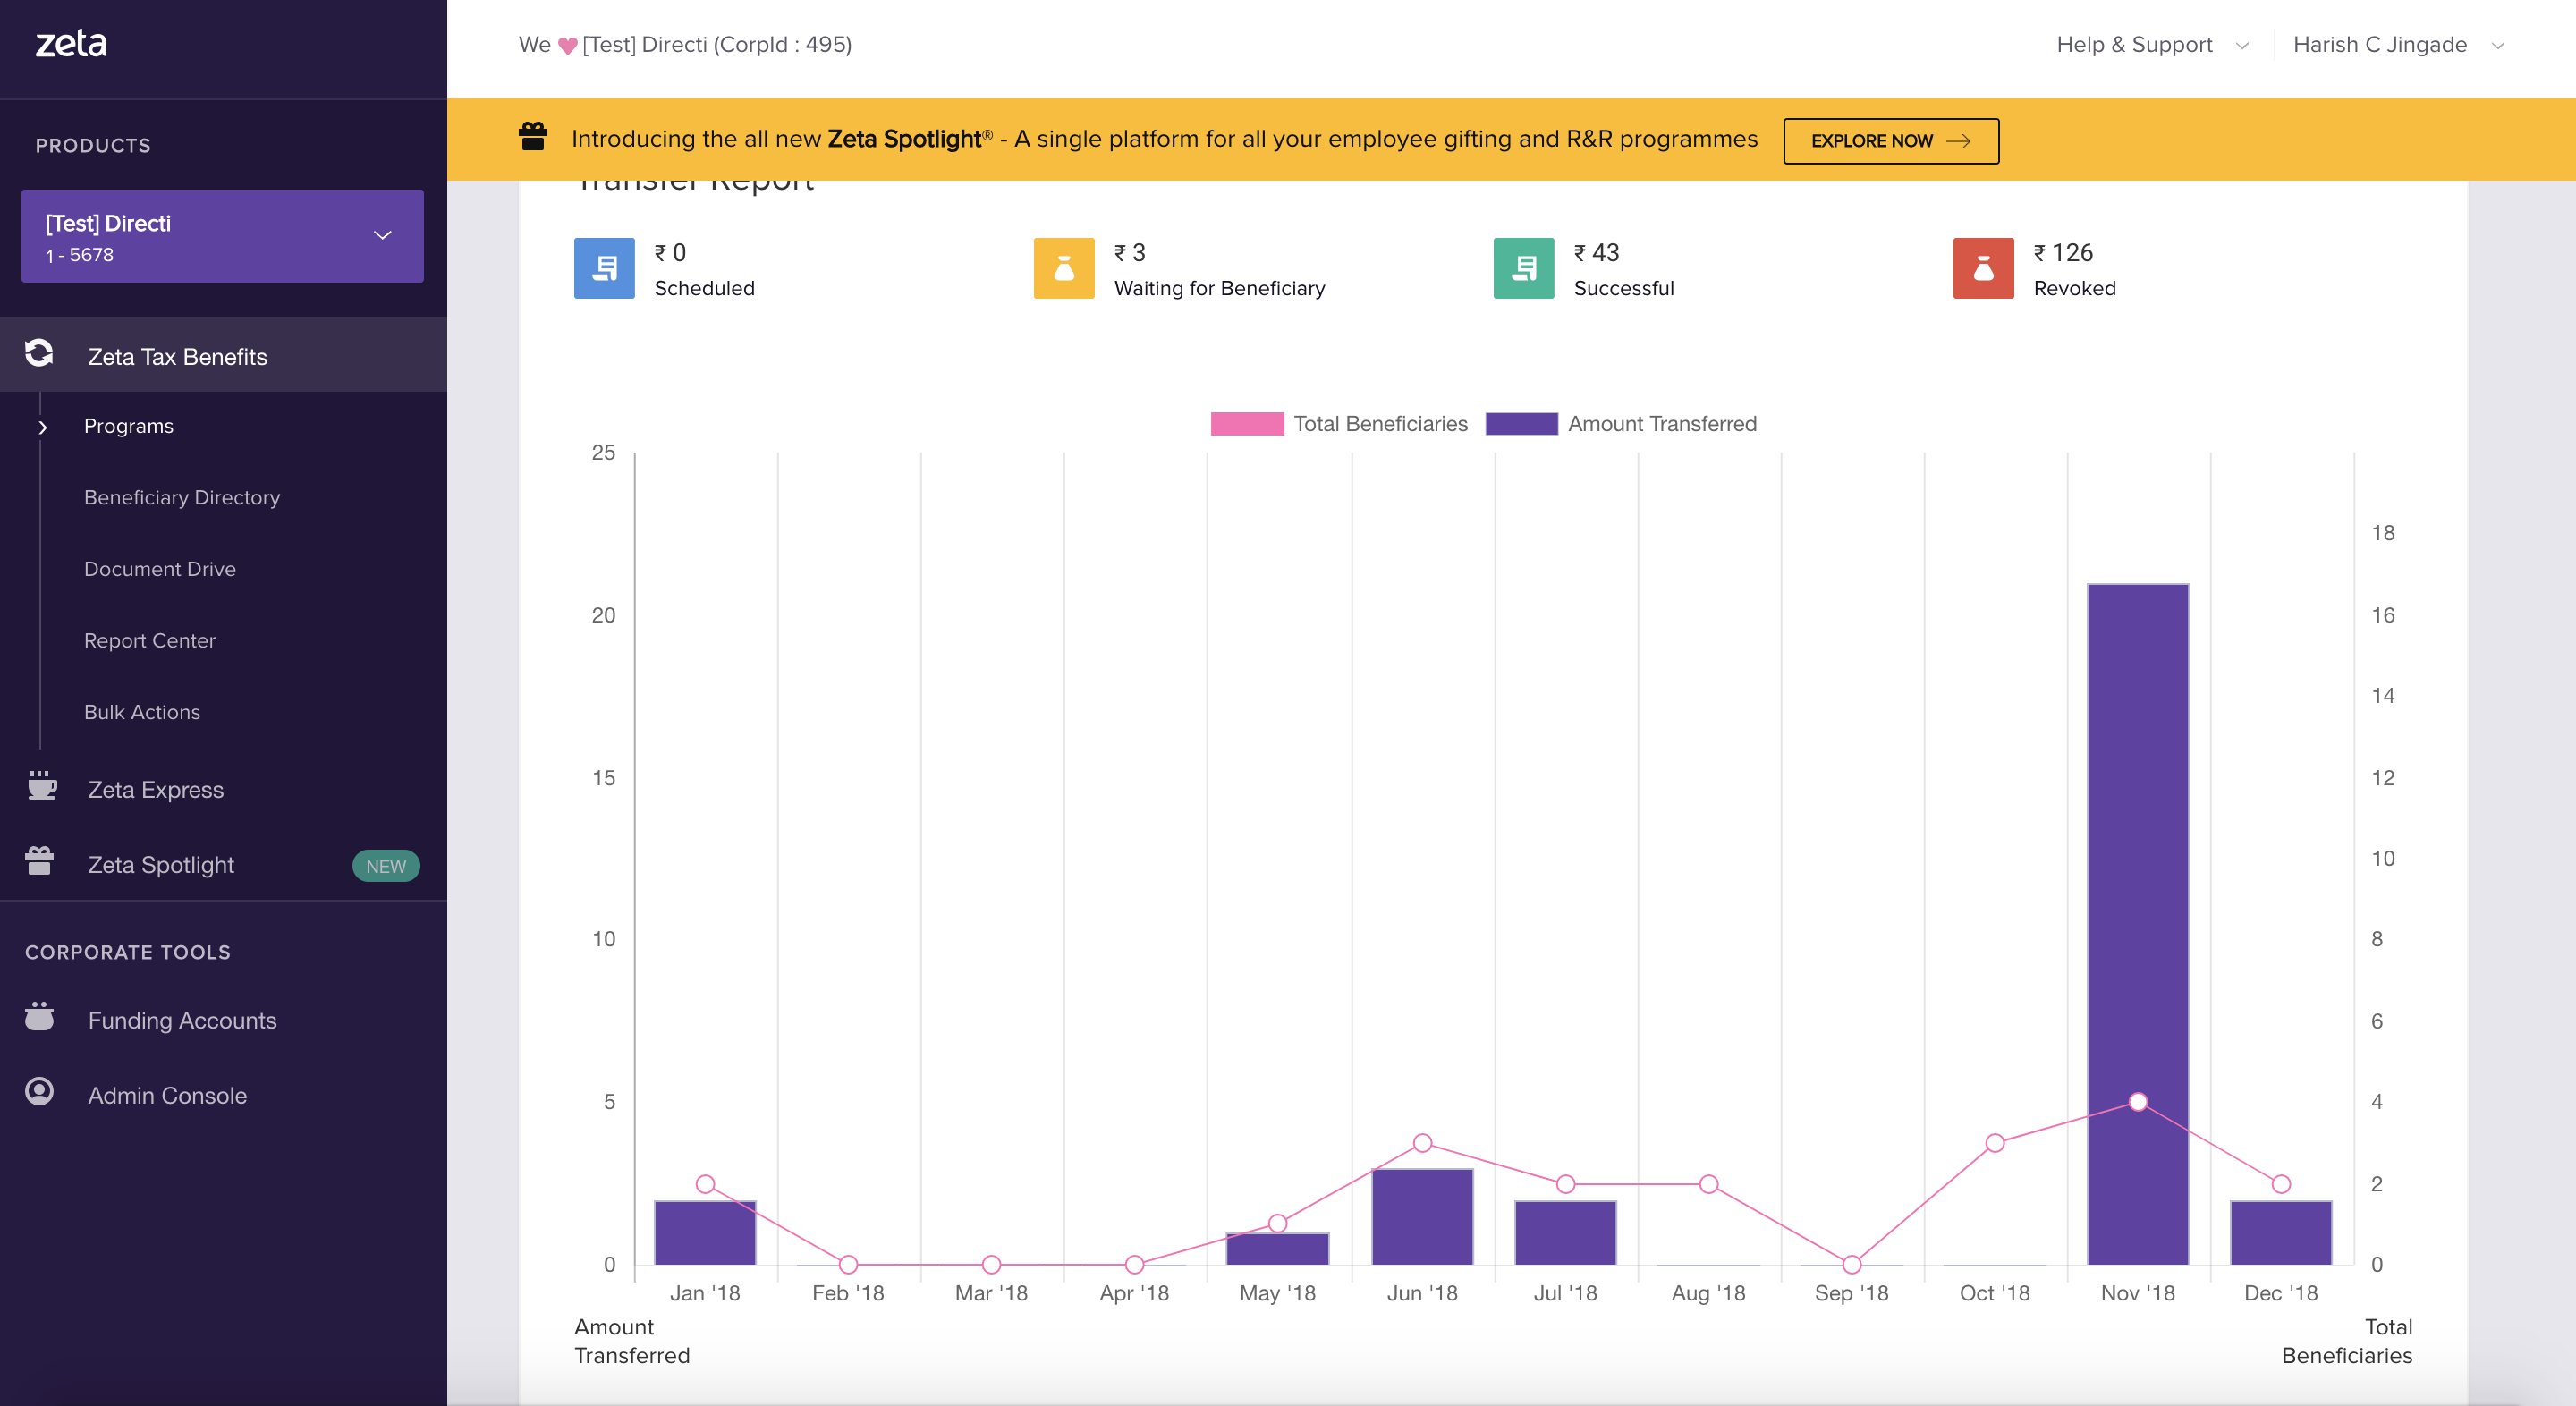 zeta
We [Test] Directi (CorpId : 495)
Help & Support
Harish C Jingade
Introducing the all new Zeta Spotlight® - A single platform for all your employee gifting and R&R programmes
EXPLORE NOW
PRODUCTS
[Test] Directi
1 - 5678
Zeta Tax Benefits
Programs
Beneficiary Directory
Document Drive
Report Center
Bulk Actions
Zeta Express
Zeta Spotlight
NEW
CORPORATE TOOLS
Funding Accounts
Admin Console
Transfer Report
₹ 0
Scheduled
₹ 3
Waiting for Beneficiary
₹ 43
Successful
₹ 126
Revoked
Total Beneficiaries
Amount Transferred
25
20
15
10
5
0
18
16
14
12
10
8
6
4
2
0
Jan '18
Feb '18
Mar '18
Apr '18
May '18
Jun '18
Jul '18
Aug '18
Sep '18
Oct '18
Nov '18
Dec '18
Amount
Transferred
Total
Beneficiaries